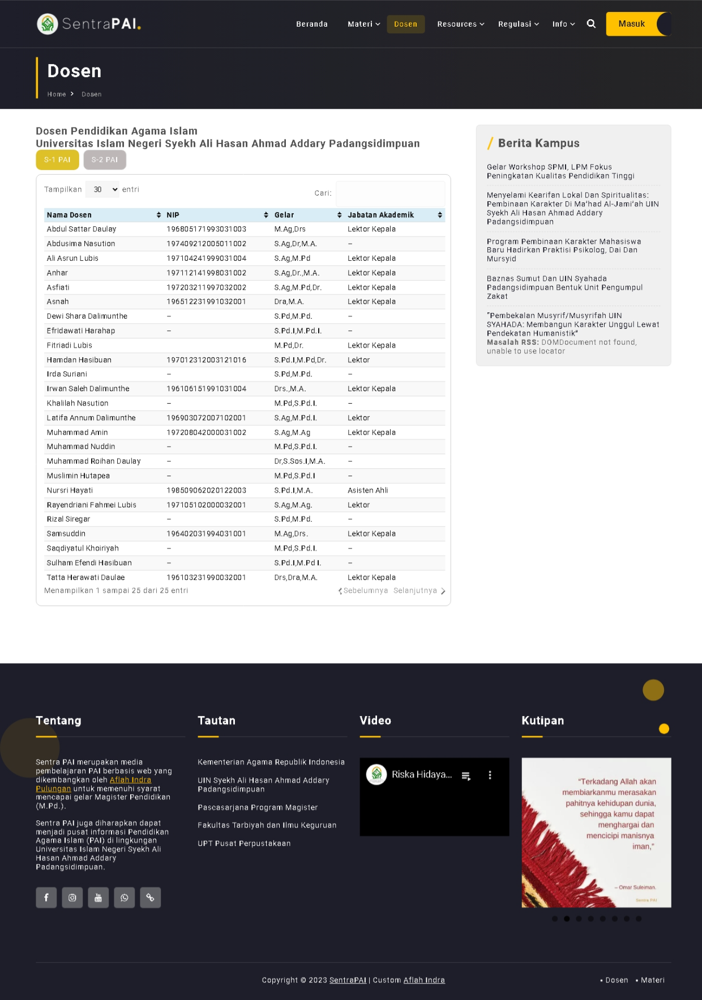 SentraPAI.
Beranda Materi Dosen Resources Regulasi Info Masuk
Dosen
Home Dosen
Dosen Pendidikan Agama Islam
Universitas Islam Negeri Syekh Ali Hasan Ahmad Addary Padangsidimpuan
S-1 PAI S-2 PAI
Tampilkan 30 entri
Cari:
Nama Dosen NIP Gelar Jabatan Akademik
Abdul Sattar Daulay 196805171993031003 M.Ag,Drs Lektor Kepala
Abdusima Nasution 197409212005011002 S.Ag,Dr,M.A. –
Ali Asrun Lubis 197104241999031004 S.Ag,M.Pd Lektor Kepala
Anhar 197112141998031002 S.Ag,Dr.,M.A. Lektor Kepala
Asfiati 197203211997032002 S.Ag,M.Pd,Dr. Lektor Kepala
Asnah 196512231991032001 Dra,M.A. Lektor Kepala
Dewi Shara Dalimunthe – S.Pd,M.Pd. –
Efridawati Harahap – S.Pd.I,M.Pd.I. –
Fitriadi Lubis M.Pd,Dr. Lektor Kepala
Hamdan Hasibuan 197012312003121016 S.Pd.I,M.Pd,Dr. Lektor
Irda Suriani – S.Pd,M.Pd. –
Irwan Saleh Dalimunthe 196106151991031004 Drs.,M.A. Lektor Kepala
Khalilah Nasution – M.Pd,S.Pd.I. –
Latifa Annum Dalimunthe 196903072007102001 S.Ag,M.Pd.I. Lektor
Muhammad Amin 197208042000031002 S.Ag,M.Ag Lektor Kepala
Muhammad Nuddin – M.Pd,S.Pd.I. –
Muhammad Roihan Daulay – Dr,S.Sos.I,M.A. –
Muslimin Hutapea – M.Pd,S.Pd.I –
Nursri Hayati 198509062020122003 S.Pd.I,M.A. Asisten Ahli
Rayendriani Fahmei Lubis 197105102000032001 S.Ag,M.Ag. Lektor
Rizal Siregar – S.Pd,M.Pd. –
Samsuddin 196402031994031001 M.Ag,Drs. Lektor Kepala
Saqdiyatul Khoiriyah – M.Pd,S.Pd.I. –
Sulham Efendi Hasibuan – S.Pd.I,M.Pd I. –
Tatta Herawati Daulae 196103231990032001 Drs,Dra,M.A. Lektor Kepala
Menampilkan 1 sampai 25 dari 25 entri
Sebelumnya Selanjutnya
Berita Kampus
Gelar Workshop SPMI, LPM Fokus
Peningkatan Kualitas Pendidikan Tinggi
Menyelami Kearifan Lokal Dan Spiritualitas:
Pembinaan Karakter Di Ma’had Al-Jami’ah UIN
Syekh Ali Hasan Ahmad Addary
Padangsidimpuan
Program Pembinaan Karakter Mahasiswa
Baru Hadirkan Praktisi Psikolog, Dai Dan
Mursyid
Baznas Sumut Dan UIN Syahada
Padangsidimpuan Bentuk Unit Pengumpul
Zakat
“Pembekalan Musyrif/Musyrifah UIN
SYAHADA: Membangun Karakter Unggul Lewat
Pendekatan Humanistik“
Masalah RSS: DOMDocument not found,
unable to use locator
Tentang
Sentra PAI merupakan media
pembelajaran PAI berbasis web yang
dikembangkan oleh Aflah Indra
Pulungan untuk memenuhi syarat
mencapai gelar Magister Pendidikan
(M.Pd.).
Sentra PAI juga diharapkan dapat
menjadi pusat informasi Pendidikan
Agama Islam (PAI) di lingkungan
Universitas Islam Negeri Syekh Ali
Hasan Ahmad Addary
Padangsidimpuan.
Tautan
Kementerian Agama Republik Indonesia
UIN Syekh Ali Hasan Ahmad Addary
Padangsidimpuan
Pascasarjana Program Magister
Fakultas Tarbiyah dan Ilmu Keguruan
UPT Pusat Perpustakaan
Video
Riska Hidaya...
Kutipan
“Terkadang Allah akan
membiarkanmu merasakan
pahitnya kehidupan dunia,
sehingga kamu dapat
menghargai dan
mencicipi manisnya
iman,”
– Omar Suleiman.
Sentra PAI
Copyright © 2023 SentraPAI | Custom Aflah Indra
• Dosen • Materi